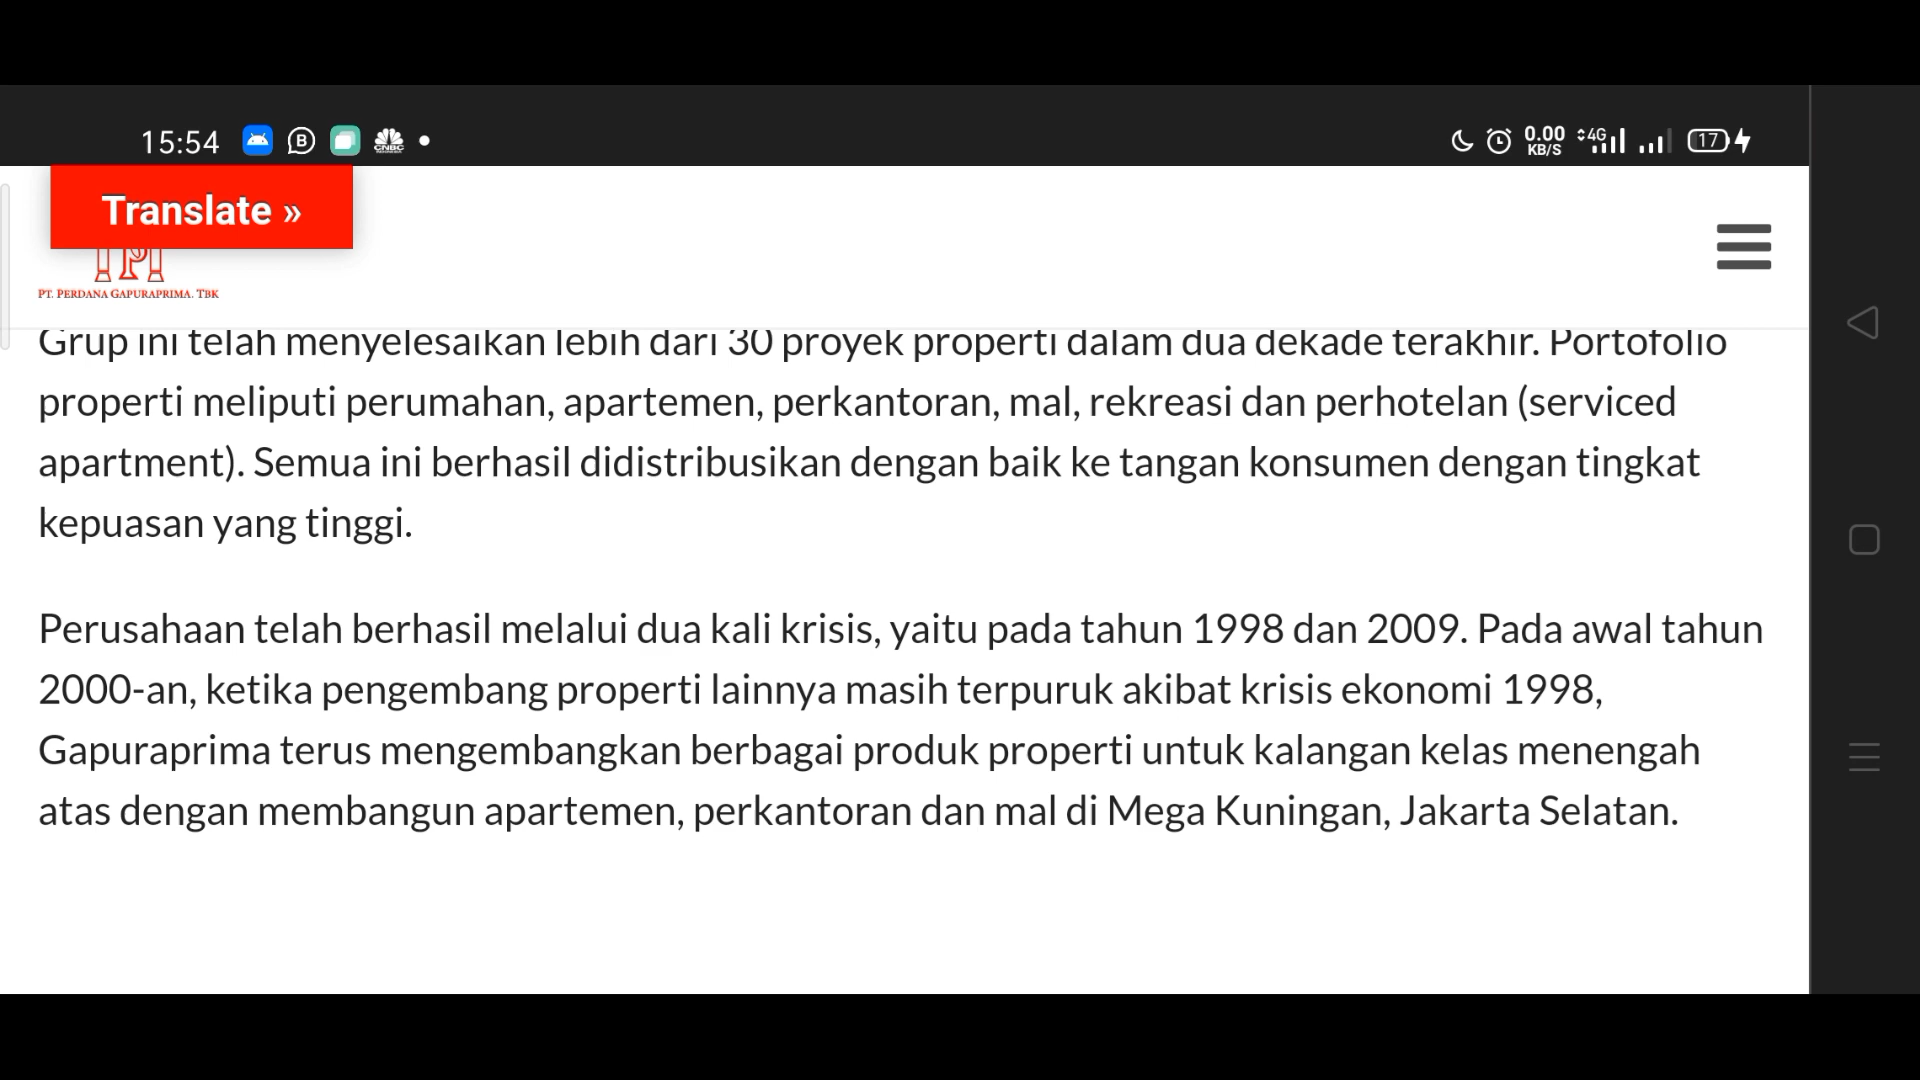 15:54
CNBC
INDONESIA
0.00
KB/S
4G
17
Translate »
PT. PERDANA GAPURAPRIMA. TBK
Grup ini telah menyelesaikan lebih dari 30 proyek properti dalam dua dekade terakhir. Portofolio
properti meliputi perumahan, apartemen, perkantoran, mal, rekreasi dan perhotelan (serviced
apartment). Semua ini berhasil didistribusikan dengan baik ke tangan konsumen dengan tingkat
kepuasan yang tinggi.
Perusahaan telah berhasil melalui dua kali krisis, yaitu pada tahun 1998 dan 2009. Pada awal tahun
2000-an, ketika pengembang properti lainnya masih terpuruk akibat krisis ekonomi 1998,
Gapuraprima terus mengembangkan berbagai produk properti untuk kalangan kelas menengah
atas dengan membangun apartemen, perkantoran dan mal di Mega Kuningan, Jakarta Selatan.